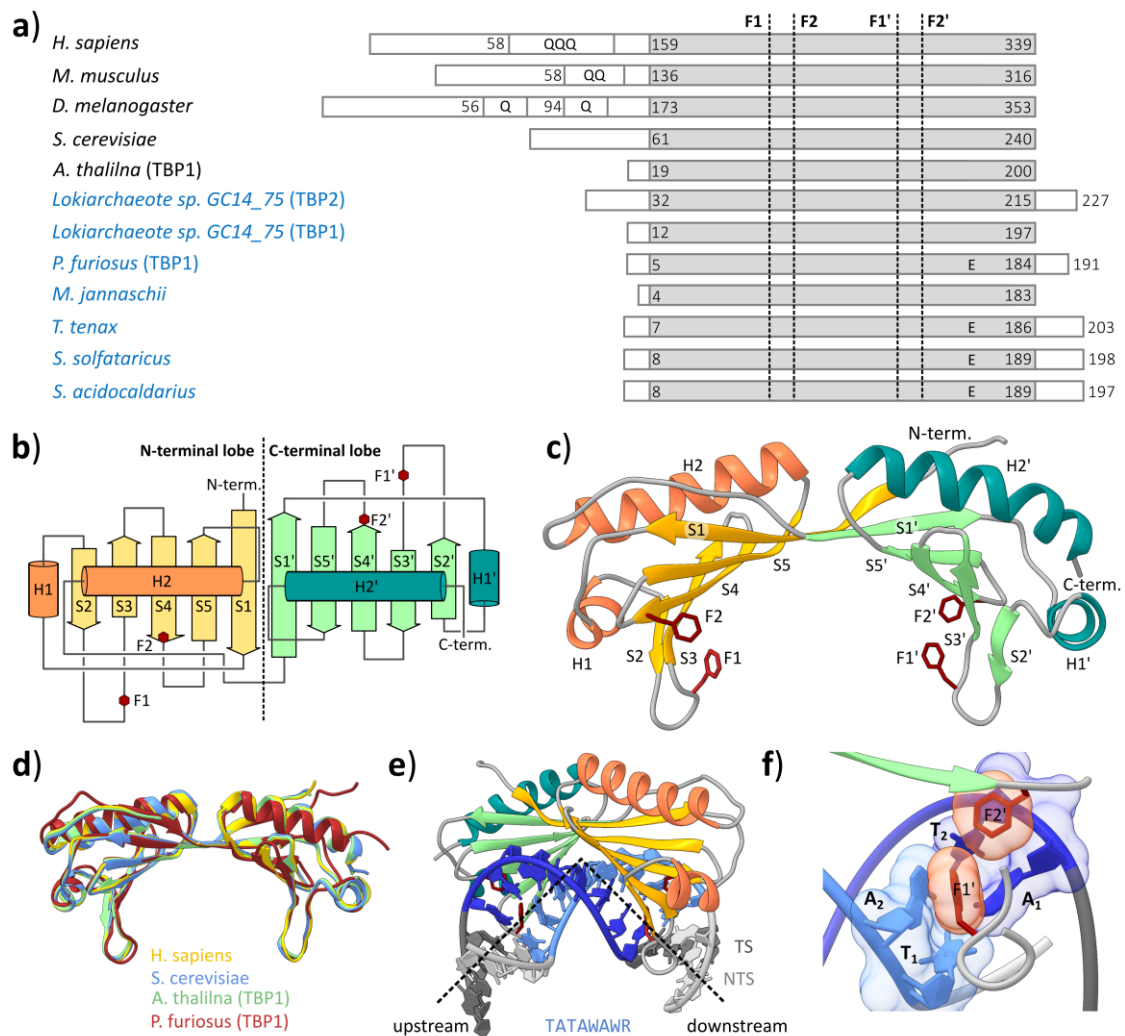 a)
F1 F2 F1' F2'
H. sapiens 58 QQQ 159 339
M. musculus 58 QQ 136 316
D. melanogaster 56 Q 94 Q 173 353
S. cerevisiae 61 240
A. thalilna (TBP1) 19 200
Lokiarchaeote sp. GC14_75 (TBP2) 32 215 227
Lokiarchaeote sp. GC14_75 (TBP1) 12 197
P. furiosus (TBP1) 5 E 184 191
M. jannaschii 4 183
T. tenax 7 E 186 203
S. solfataricus 8 E 189 198
S. acidocaldarius 8 E 189 197
b)
N-terminal lobe C-terminal lobe
N-term.
F1'
F2'
H1 S2 S3 S4 S5 S1 H2
S1' S5' S4' S3' S2' H1' H2'
F2
C-term.
F1
c)
N-term.
H2 H2'
S1 S1'
S5 S5'
S4 S4'
C-term.
F2 F2'
S3'
S2 S3 F1 F1' S2'
H1 H1'
d)
H. sapiens
S. cerevisiae
A. thalilna (TBP1)
P. furiosus (TBP1)
e)
TS
NTS
upstream TATAWAWR downstream
f)
F2'
T2
F1'
A2 A1
T1